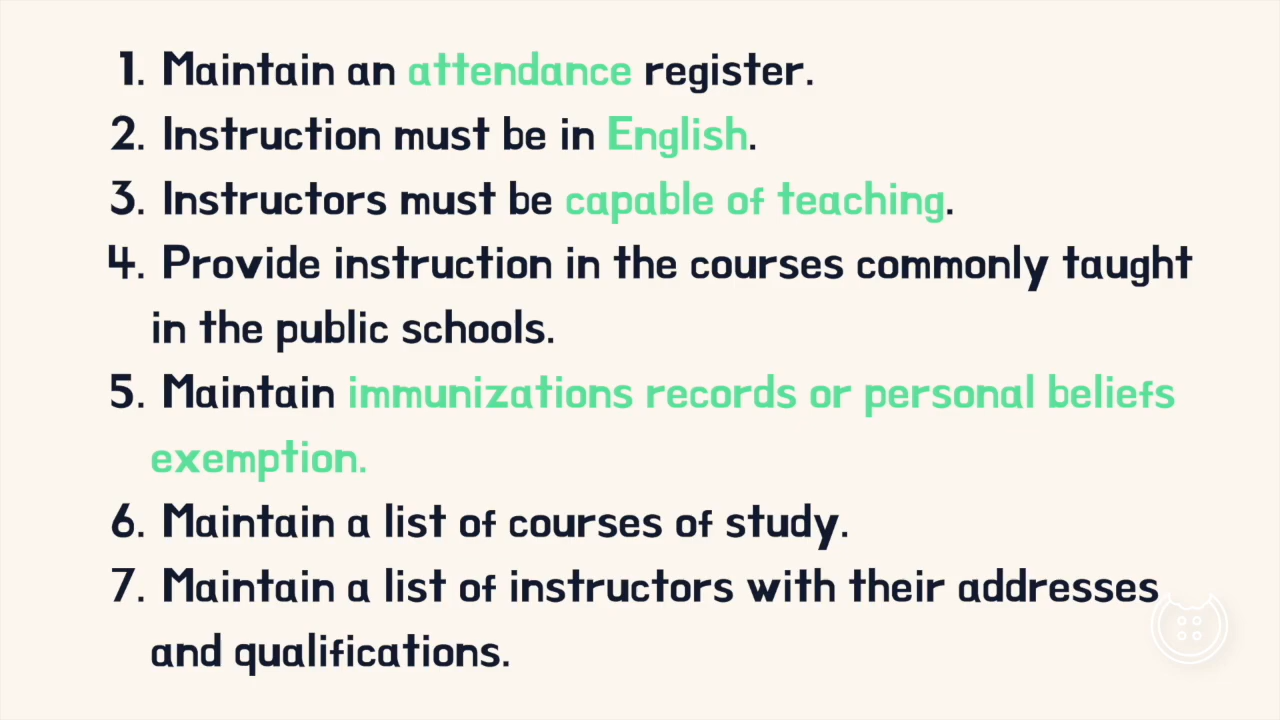 1. Maintain an attendance register.
2. Instruction must be in English.
3. Instructors must be capable of teaching.
4. Provide instruction in the courses commonly taught
in the public schools.
5. Maintain immunizations records or personal beliefs
exemption.
6. Maintain a list of courses of study.
7. Maintain a list of instructors with their addresses
and qualifications.